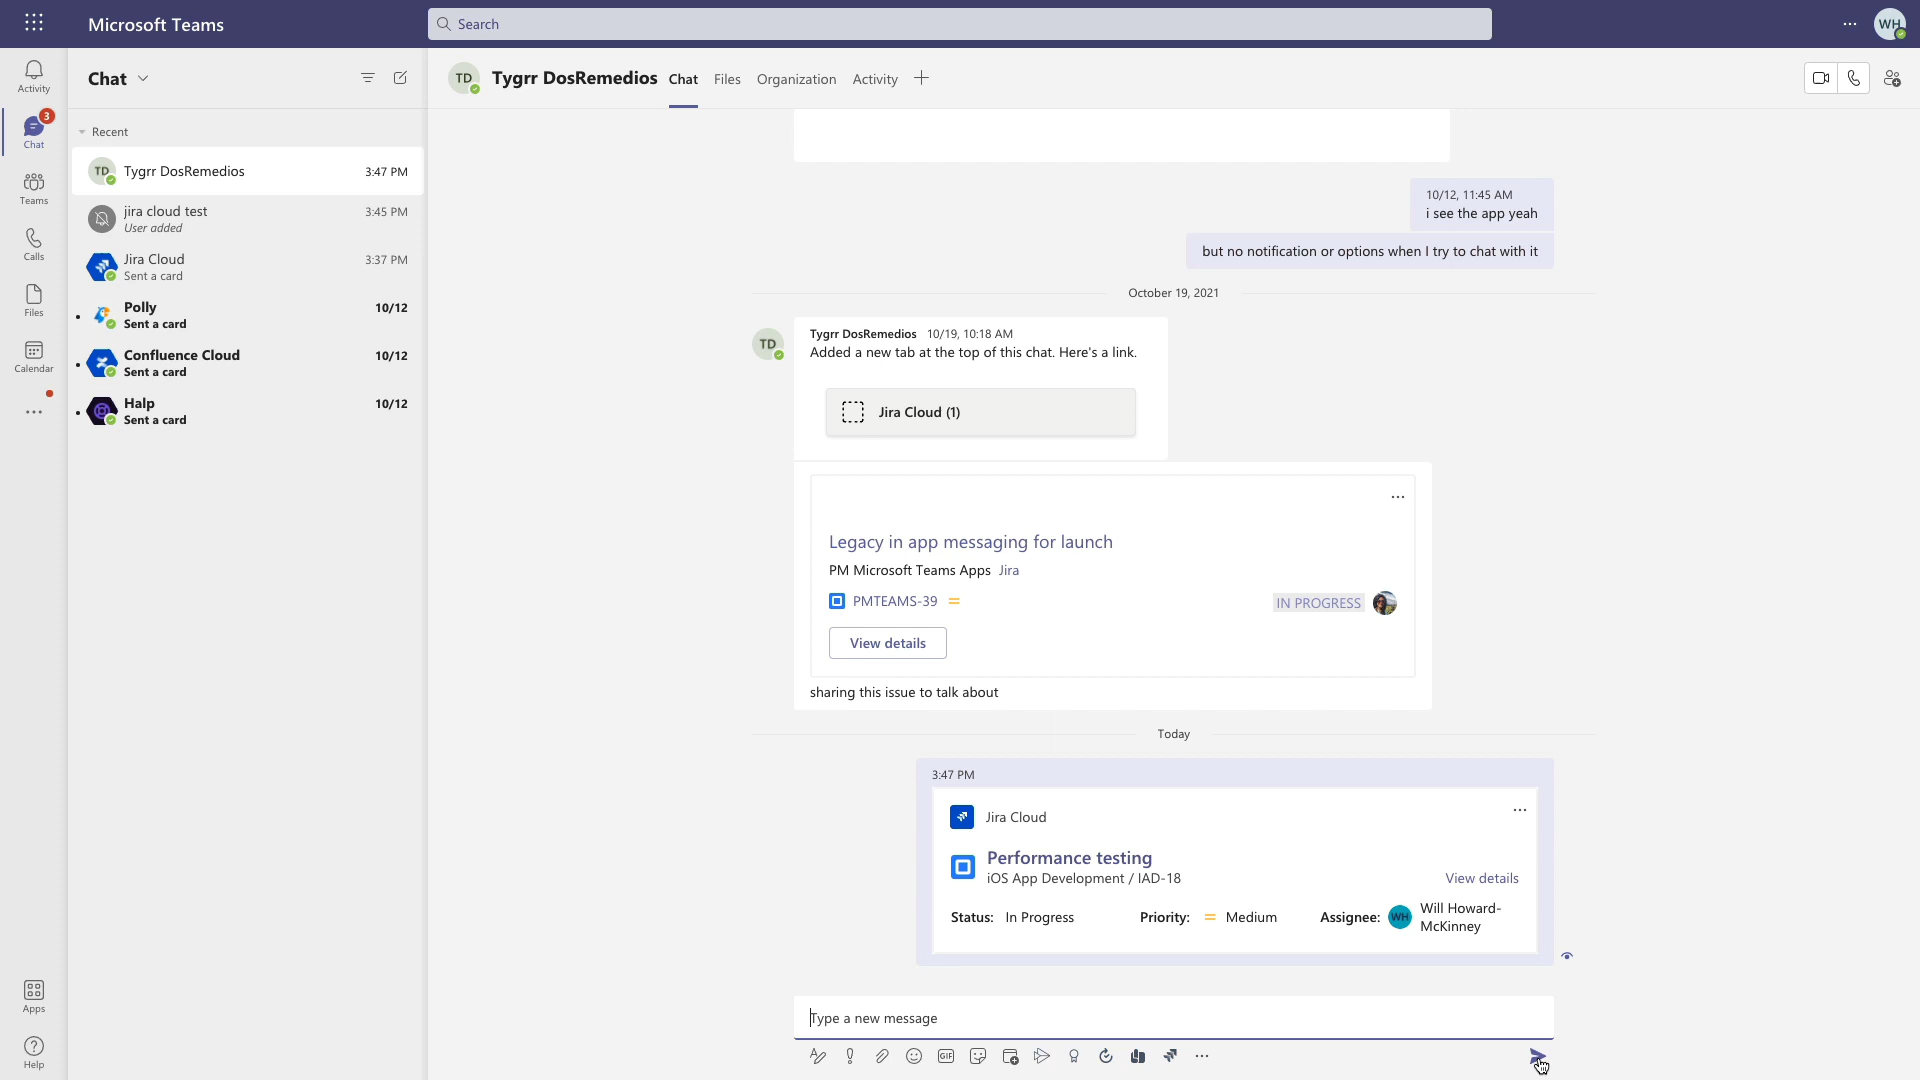 Microsoft Teams
Search
WH
Activity
3
Chat
Teams
Calls
Files
Calendar
Apps
Help
Chat
Recent
TD
Tygrr DosRemedios
3:47 PM
jira cloud test
3:45 PM
User added
Jira Cloud
3:37 PM
Sent a card
Polly
10/12
Sent a card
Confluence Cloud
10/12
Sent a card
Halp
10/12
Sent a card
TD
Tygrr DosRemedios
Chat
Files
Organization
Activity
10/12, 11:45 AM
i see the app yeah
but no notification or options when I try to chat with it
October 19, 2021
TD
Tygrr DosRemedios 10/19, 10:18 AM
Added a new tab at the top of this chat. Here's a link.
Jira Cloud (1)
Legacy in app messaging for launch
PM Microsoft Teams Apps Jira
PMTEAMS-39
IN PROGRESS
View details
sharing this issue to talk about
Today
3:47 PM
Jira Cloud
Performance testing
iOS App Development / IAD-18
View details
Status: In Progress
Priority: Medium
Assignee: WH Will Howard-
McKinney
Type a new message
GIF